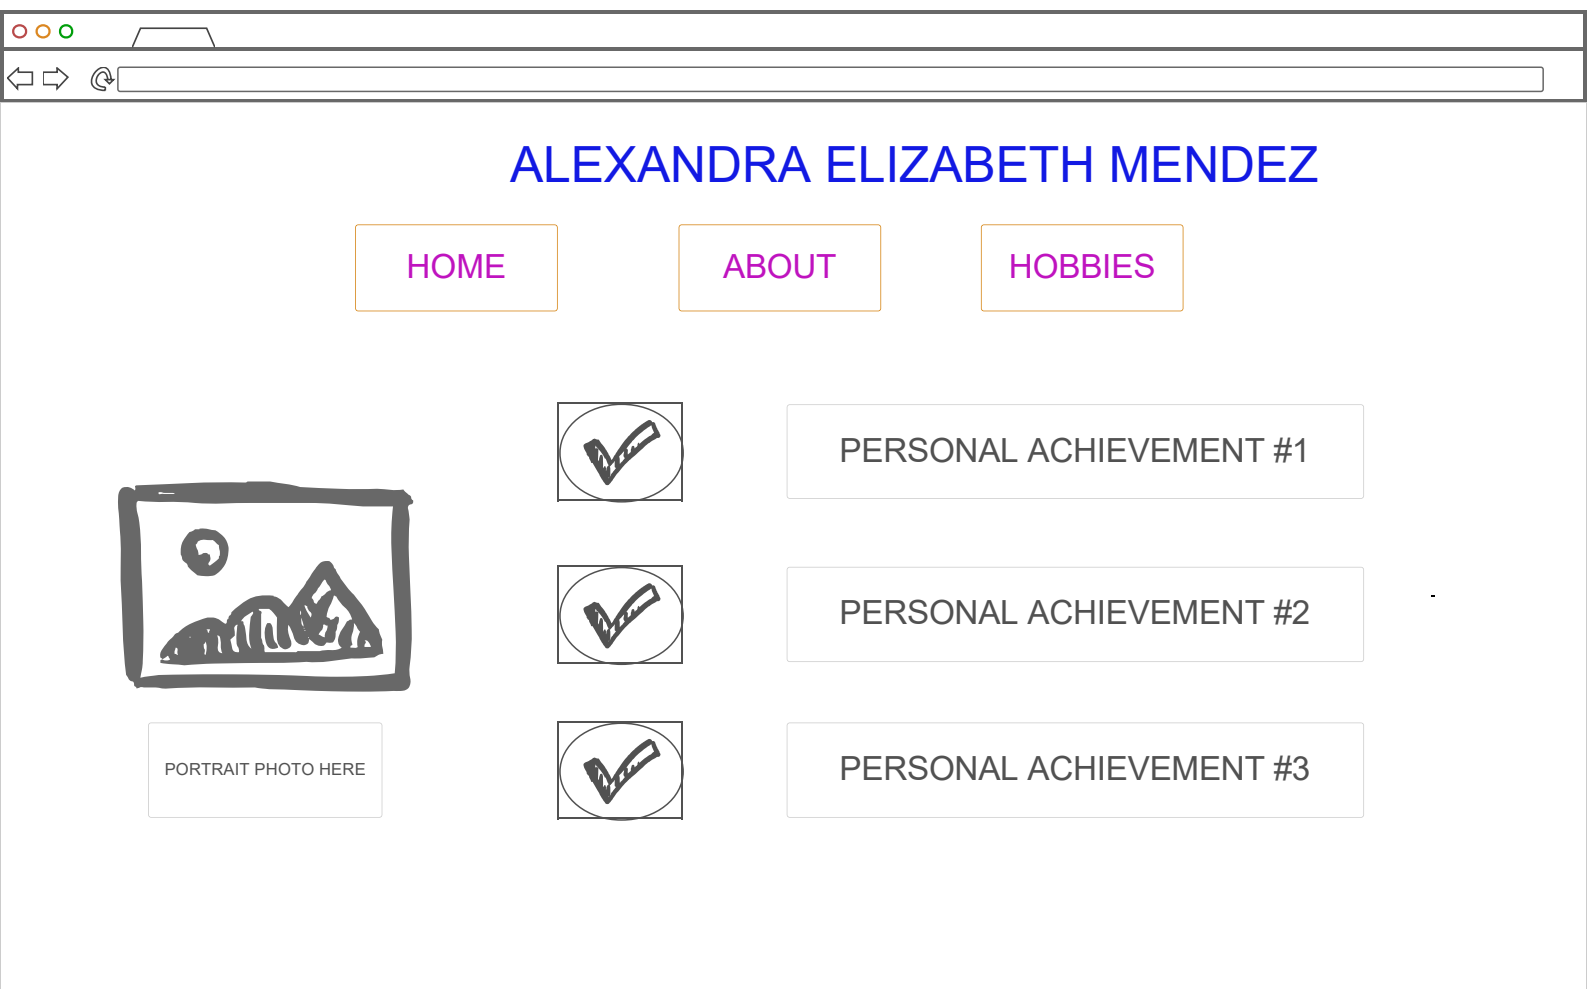 ALEXANDRA ELIZABETH MENDEZ
HOME ABOUT HOBBIES
PERSONAL ACHIEVEMENT #1
PERSONAL ACHIEVEMENT #2
PORTRAIT PHOTO HERE
PERSONAL ACHIEVEMENT #3